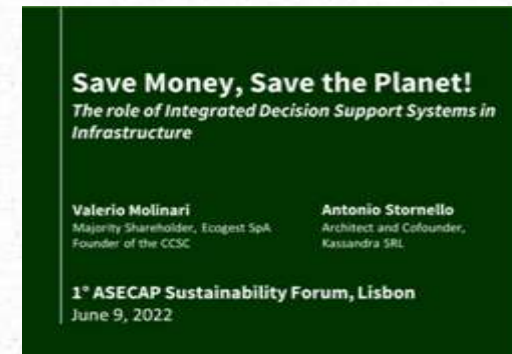 Save Money, Save the Planet!
The role of Integrated Decision Support Systems in
Infrastructure
Valerio Molinari
Majority Shareholder, Ecogest SpA
Founder of the CCSC
Antonio Stornello
Architect and Cofounder,
Kassandra SRL
1° ASECAP Sustainability Forum, Lisbon
June 9, 2022